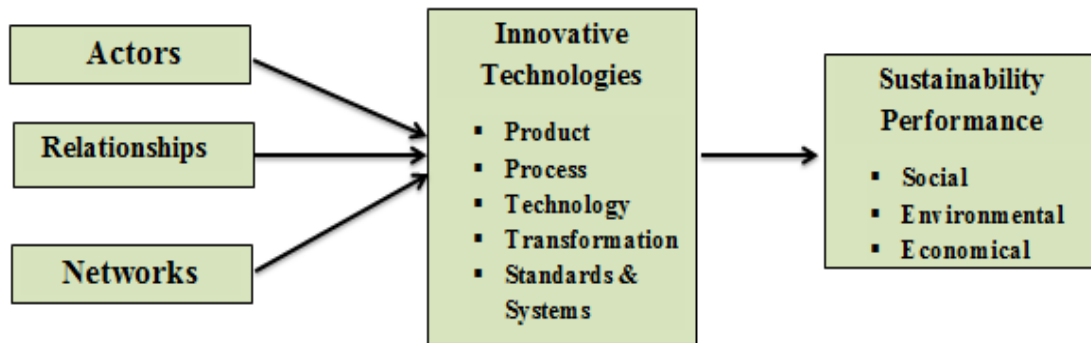 Actors
Relationships
Networks
Innovative
Technologies
▪ Product
▪ Process
▪ Technology
▪ Transformation
▪ Standards &
Systems
Sustainability
Performance
▪ Social
▪ Environmental
▪ Economical